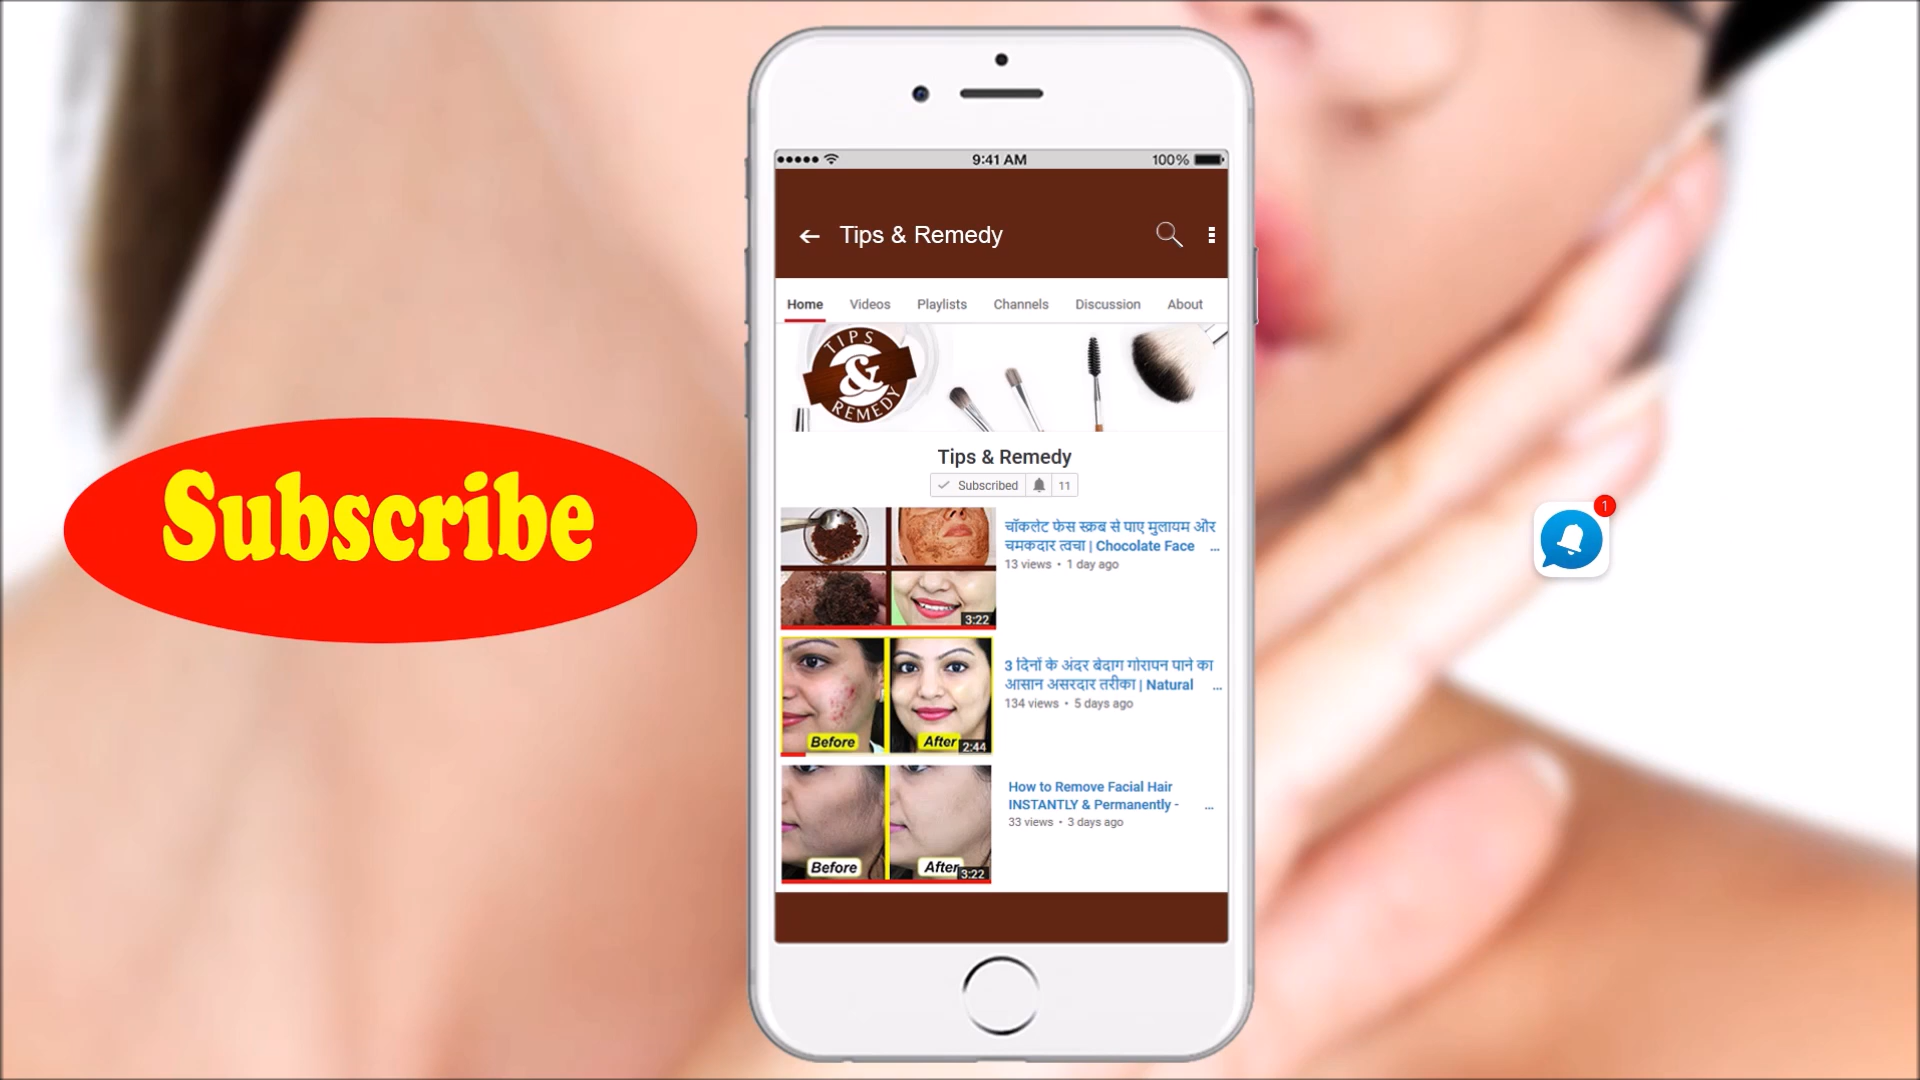 9:41 AM
100%
Tips & Remedy
Home Videos Playlists Channels Discussion About
TIPS
&
REMEDY
Tips & Remedy
Subscribed 11
Subscribe
1
चॉकलेट फेस स्क्रब से पाए मुलायम और
चमकदार त्वचा | Chocolate Face ...
13 views • 1 day ago
3:22
3 दिनों के अंदर बेदाग गोरापन पाने का
आसान असरदार तरीका | Natural ...
134 views • 5 days ago
Before After 2:44
How to Remove Facial Hair
INSTANTLY & Permanently - ...
33 views • 3 days ago
Before After 3:22